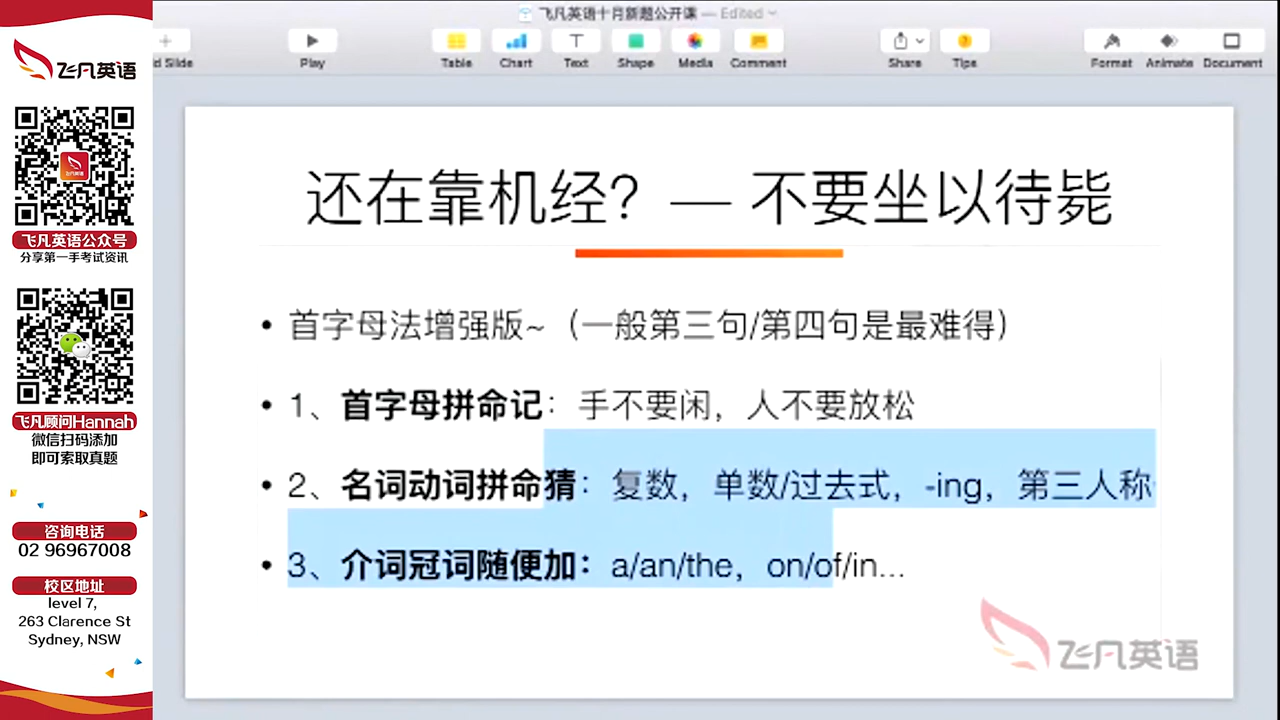 飞凡英语十月新题公开课 — Edited
d Slide
Play
Table
Chart
Text
Shape
Media
Comment
Share
Tips
Format
Animate
Document
飞凡英语
飞凡英语公众号
分享第一手考试资讯
飞凡顾问Hannah
微信扫码添加
即可索取真题
咨询电话
02 96967008
校区地址
level 7,
263 Clarence St
Sydney, NSW
还在靠机经？— 不要坐以待毙
• 首字母法增强版~（一般第三句/第四句是最难得）
• 1、首字母拼命记：手不要闲，人不要放松
• 2、名词动词拼命猜：复数，单数/过去式，-ing，第三人称
• 3、介词冠词随便加：a/an/the，on/of/in...
飞凡英语